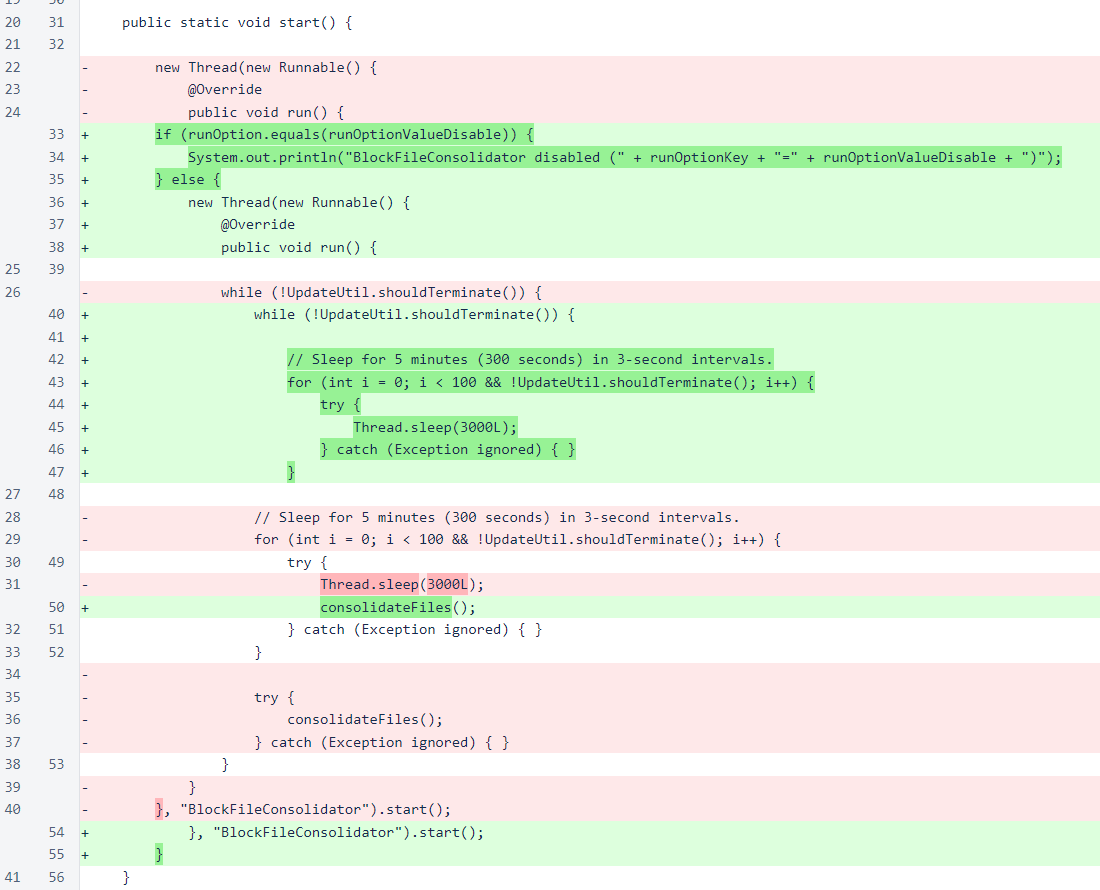 20 31 public static void start() {
21 32
22 - new Thread(new Runnable() {
23 - @Override
24 - public void run() {
33 + if (runOption.equals(runOptionValueDisable)) {
34 + System.out.println("BlockFileConsolidator disabled (" + runOptionKey + "=" + runOptionValueDisable + ")");
35 + } else {
36 + new Thread(new Runnable() {
37 + @Override
38 + public void run() {
25 39
26 - while (!UpdateUtil.shouldTerminate()) {
40 + while (!UpdateUtil.shouldTerminate()) {
41 +
42 + // Sleep for 5 minutes (300 seconds) in 3-second intervals.
43 + for (int i = 0; i < 100 && !UpdateUtil.shouldTerminate(); i++) {
44 + try {
45 + Thread.sleep(3000L);
46 + } catch (Exception ignored) { }
47 + }
27 48
28 - // Sleep for 5 minutes (300 seconds) in 3-second intervals.
29 - for (int i = 0; i < 100 && !UpdateUtil.shouldTerminate(); i++) {
30 49 try {
31 - Thread.sleep(3000L);
50 + consolidateFiles();
32 51 } catch (Exception ignored) { }
33 52 }
34 -
35 - try {
36 - consolidateFiles();
37 - } catch (Exception ignored) { }
38 53 }
39 - }
40 - }, "BlockFileConsolidator").start();
54 + }, "BlockFileConsolidator").start();
55 + }
41 56 }